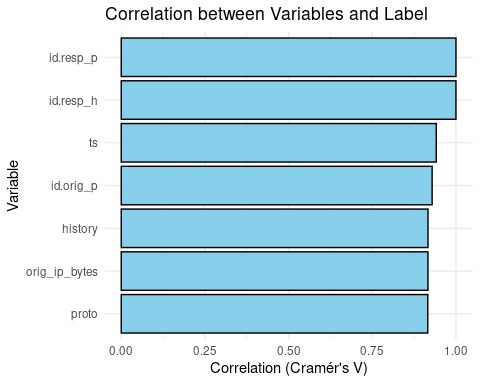 Correlation between Variables and Label
Variable
id.resp_p
id.resp_h
ts
id.orig_p
history
orig_ip_bytes
proto
0.00 0.25 0.50 0.75 1.00
Correlation (Cramér's V)